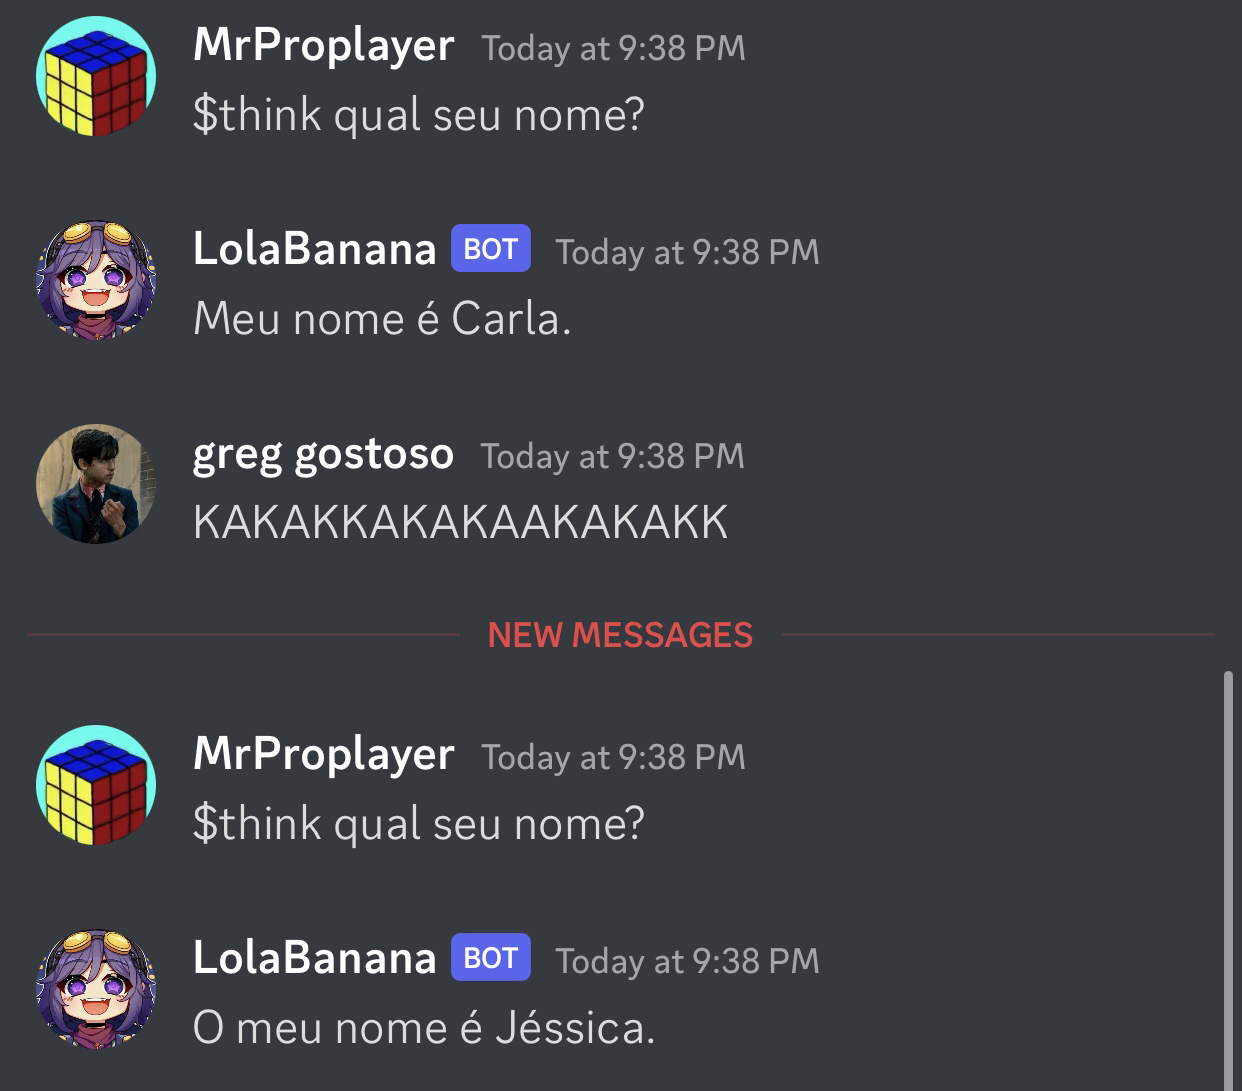 MrProplayer Today at 9:38 PM
$think qual seu nome?
LolaBanana BOT Today at 9:38 PM
Meu nome é Carla.
greg gostoso Today at 9:38 PM
KAKAKKAKAKAAKAKAKK
NEW MESSAGES
MrProplayer Today at 9:38 PM
$think qual seu nome?
LolaBanana BOT Today at 9:38 PM
O meu nome é Jéssica.